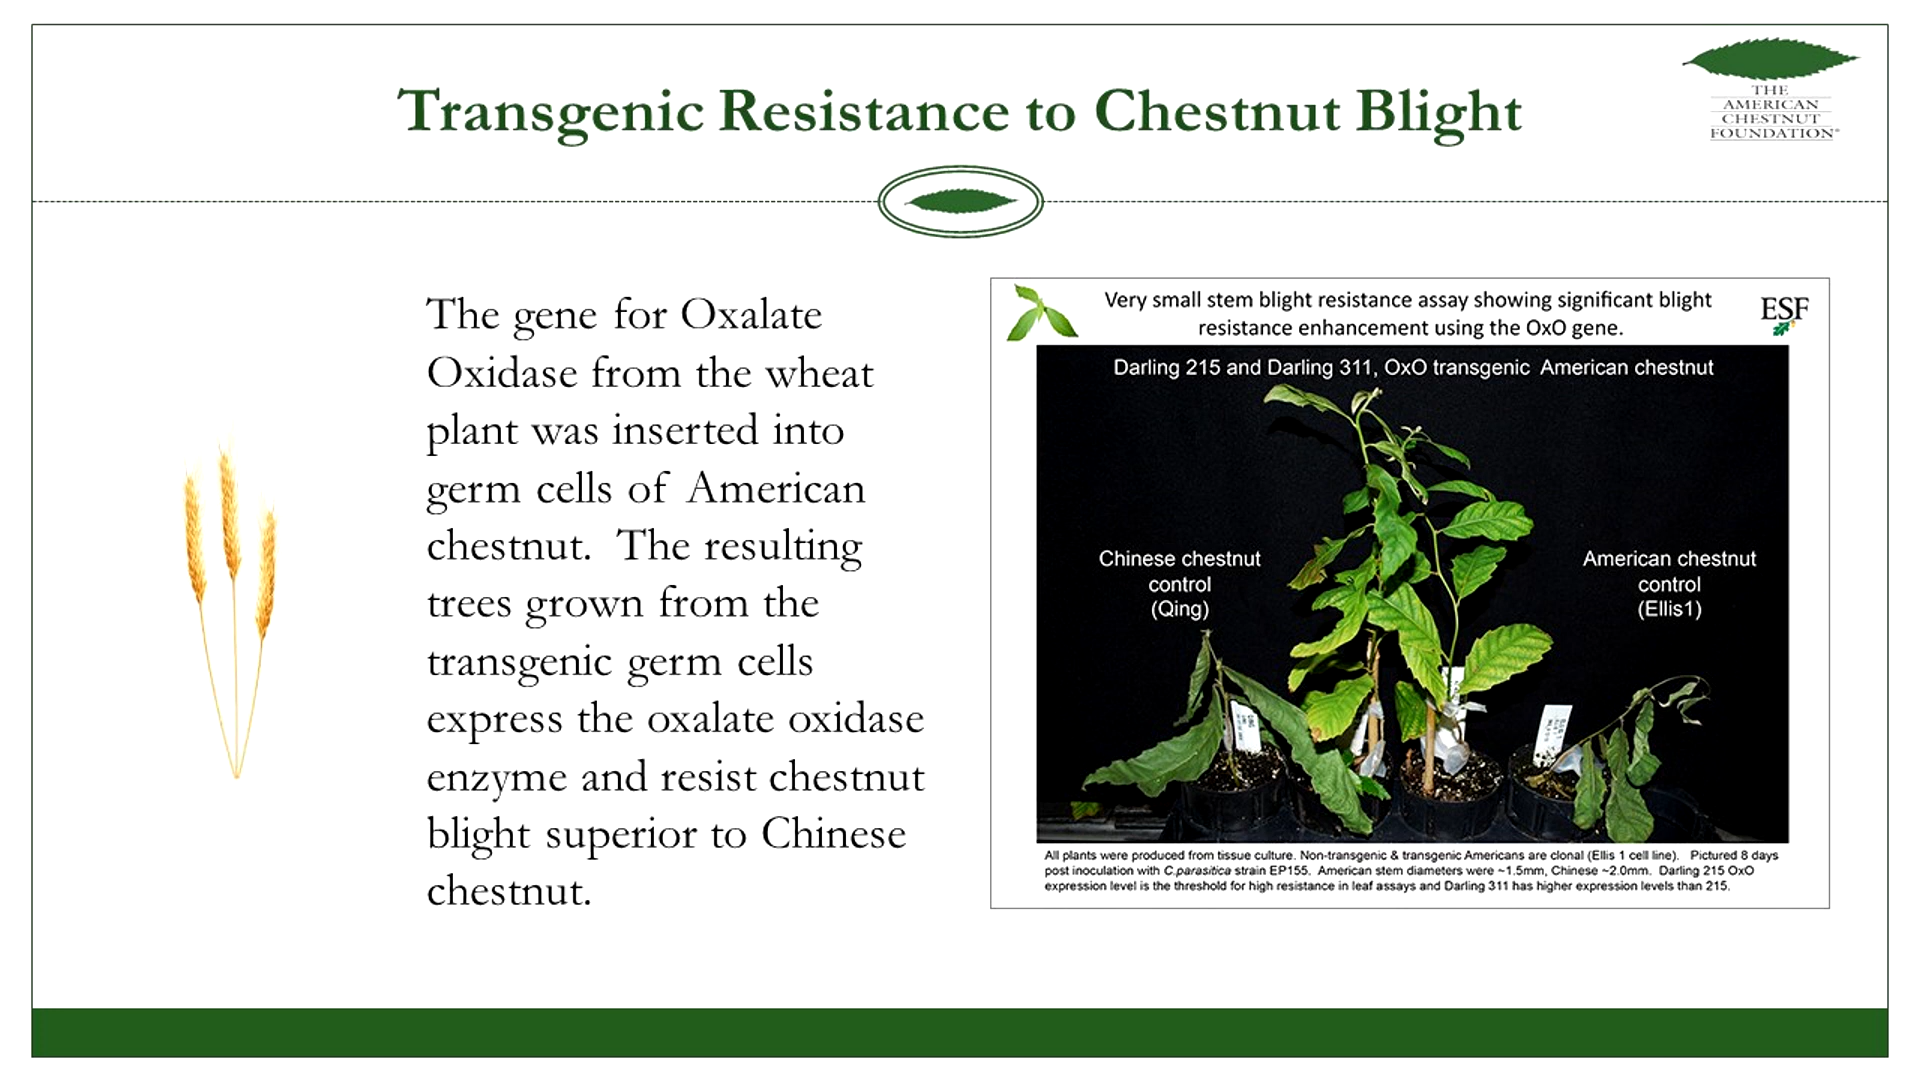 Transgenic Resistance to Chestnut Blight
THE
AMERICAN
CHESTNUT
FOUNDATION®
The gene for Oxalate
Oxidase from the wheat
plant was inserted into
germ cells of American
chestnut. The resulting
trees grown from the
transgenic germ cells
express the oxalate oxidase
enzyme and resist chestnut
blight superior to Chinese
chestnut.
Very small stem blight resistance assay showing significant blight
resistance enhancement using the OxO gene.
ESF
Darling 215 and Darling 311, OxO transgenic American chestnut
Chinese chestnut
control
(Qing)
American chestnut
control
(Ellis1)
All plants were produced from tissue culture. Non-transgenic & transgenic Americans are clonal (Ellis 1 cell line). Pictured 8 days
post inoculation with C.parasitica strain EP155. American stem diameters were ~1.5mm, Chinese ~2.0mm. Darling 215 OxO
expression level is the threshold for high resistance in leaf assays and Darling 311 has higher expression levels than 215.